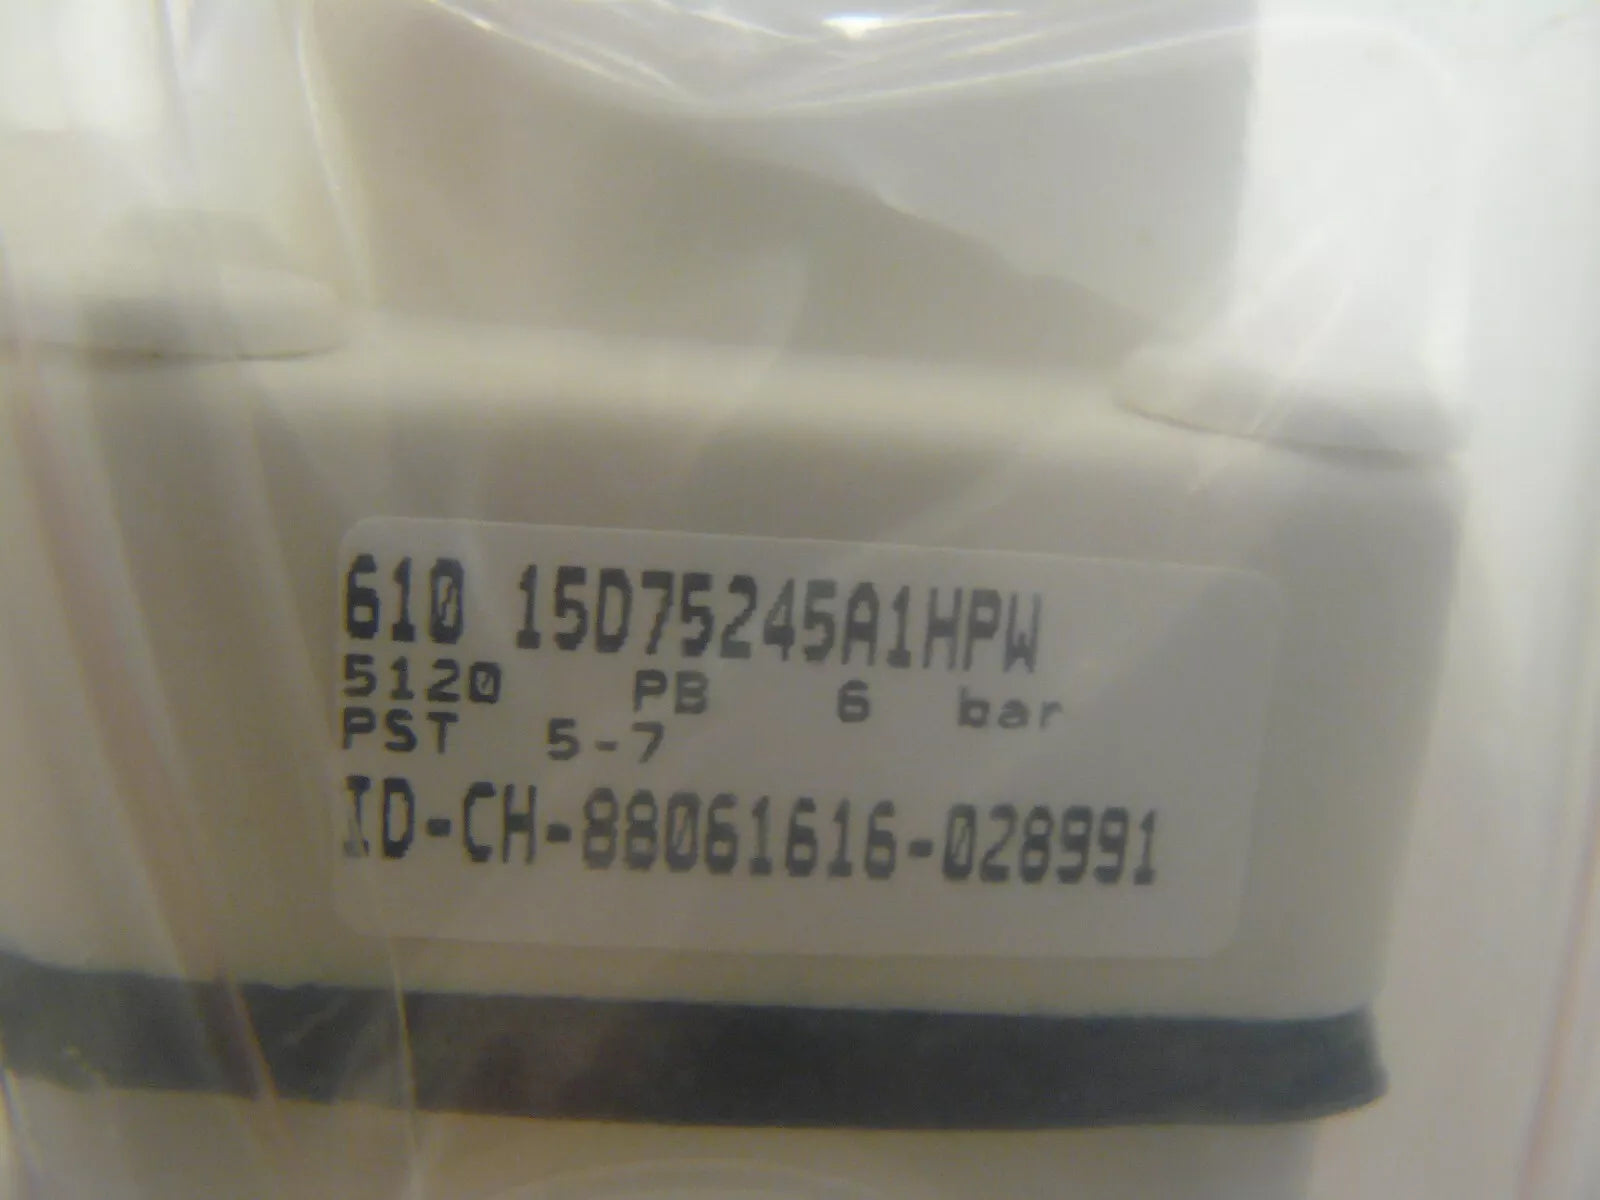 610 15D75245A1HPW
5120 PB 6 bar
PST 5-7
ID-CH-88061616-028991